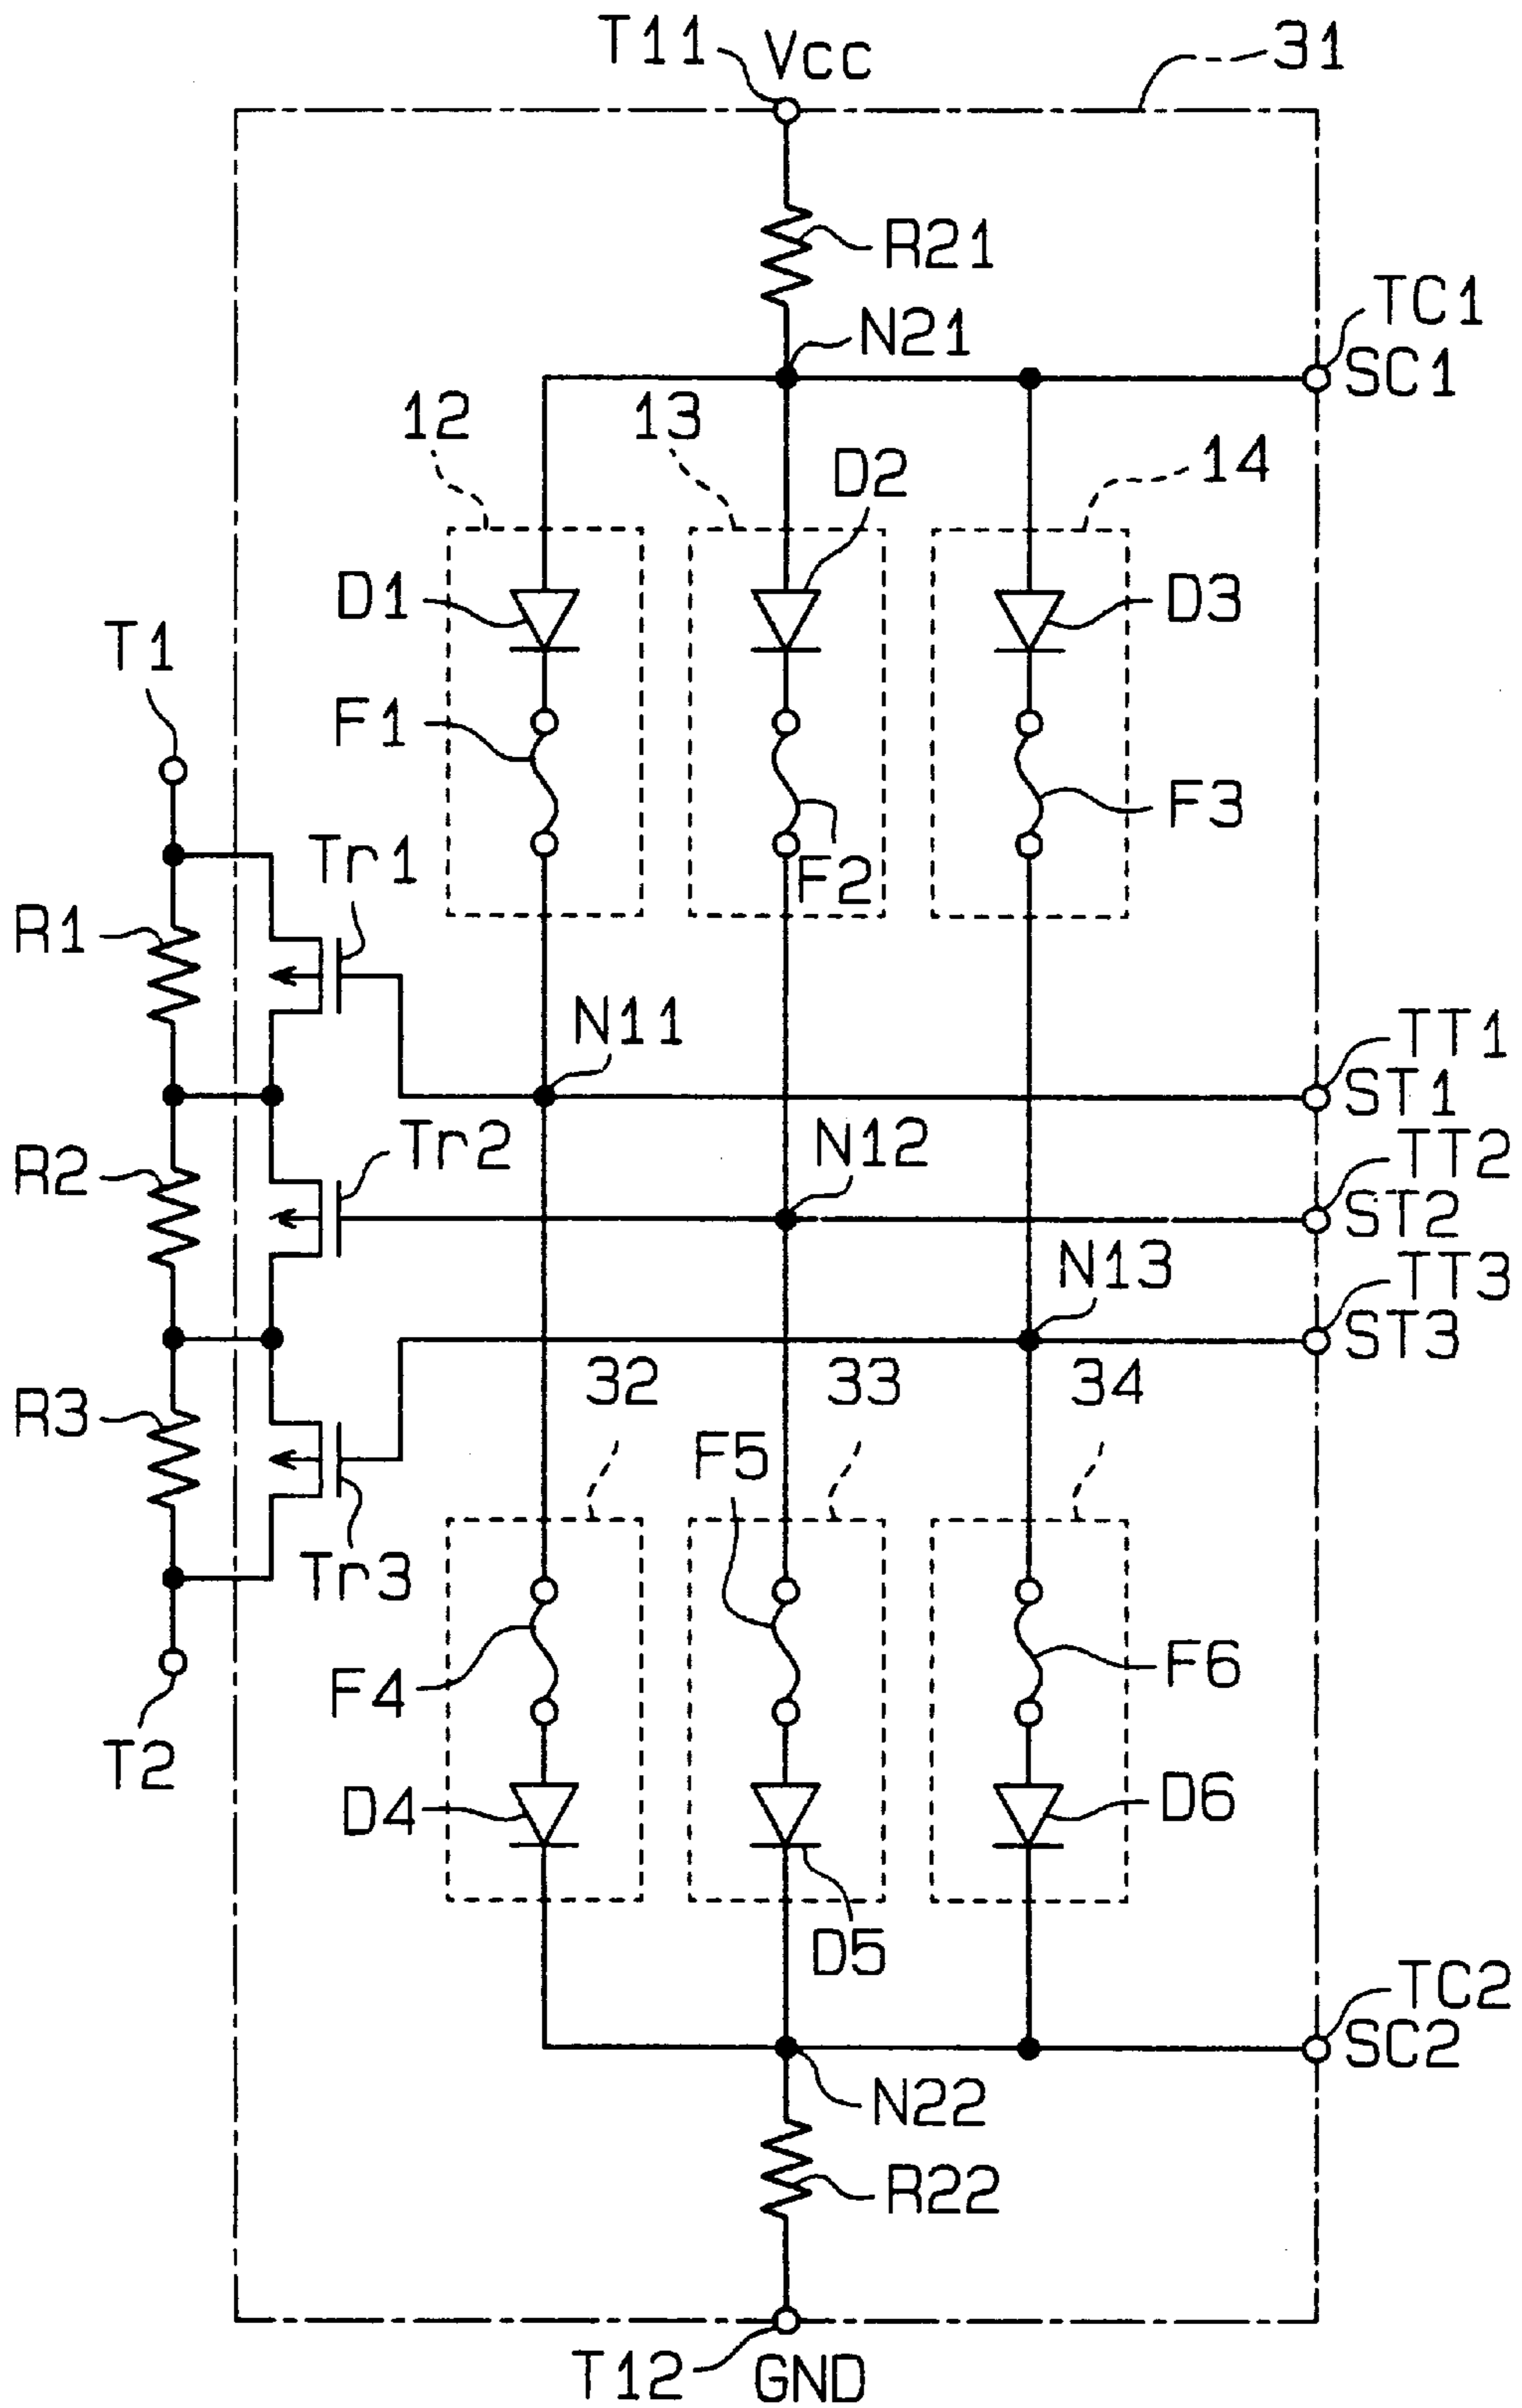 T11 Vcc 31
R21
TC1
N21
SC1
12 13 14
D2
D1 D3
T1
F1
F3
Tr1
F2
R1
N11 TT1
ST1
Tr2 N12 TT2
R2
ST2
N13 TT3
ST3
32 33 34
R3
F5
Tr3
F6
F4
T2
D4 D6
D5
TC2
SC2
N22
R22
T12 GND